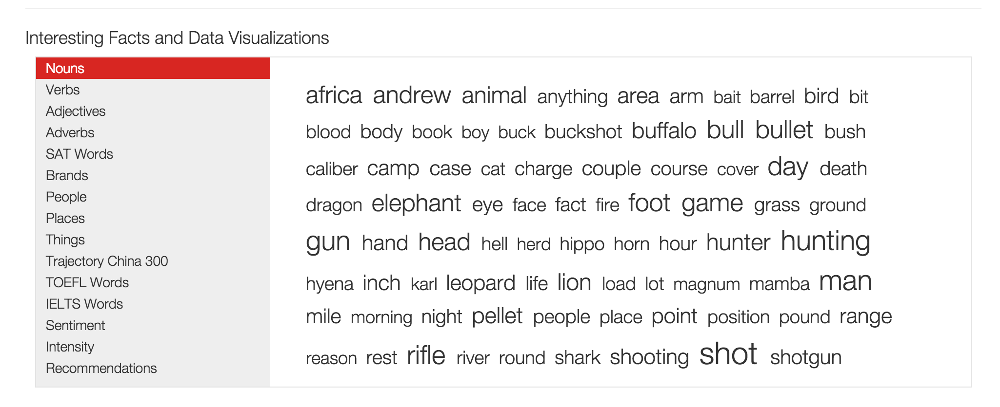 Interesting Facts and Data Visualizations
Nouns
Verbs
Adjectives
Adverbs
SAT Words
Brands
People
Places
Things
Trajectory China 300
TOEFL Words
IELTS Words
Sentiment
Intensity
Recommendations
africa andrew animal anything area arm bait barrel bird bit
blood body book boy buck buckshot buffalo bull bullet bush
caliber camp case cat charge couple course cover day death
dragon elephant eye face fact fire foot game grass ground
gun hand head hell herd hippo horn hour hunter hunting
hyena inch karl leopard life lion load lot magnum mamba man
mile morning night pellet people place point position pound range
reason rest rifle river round shark shooting shot shotgun